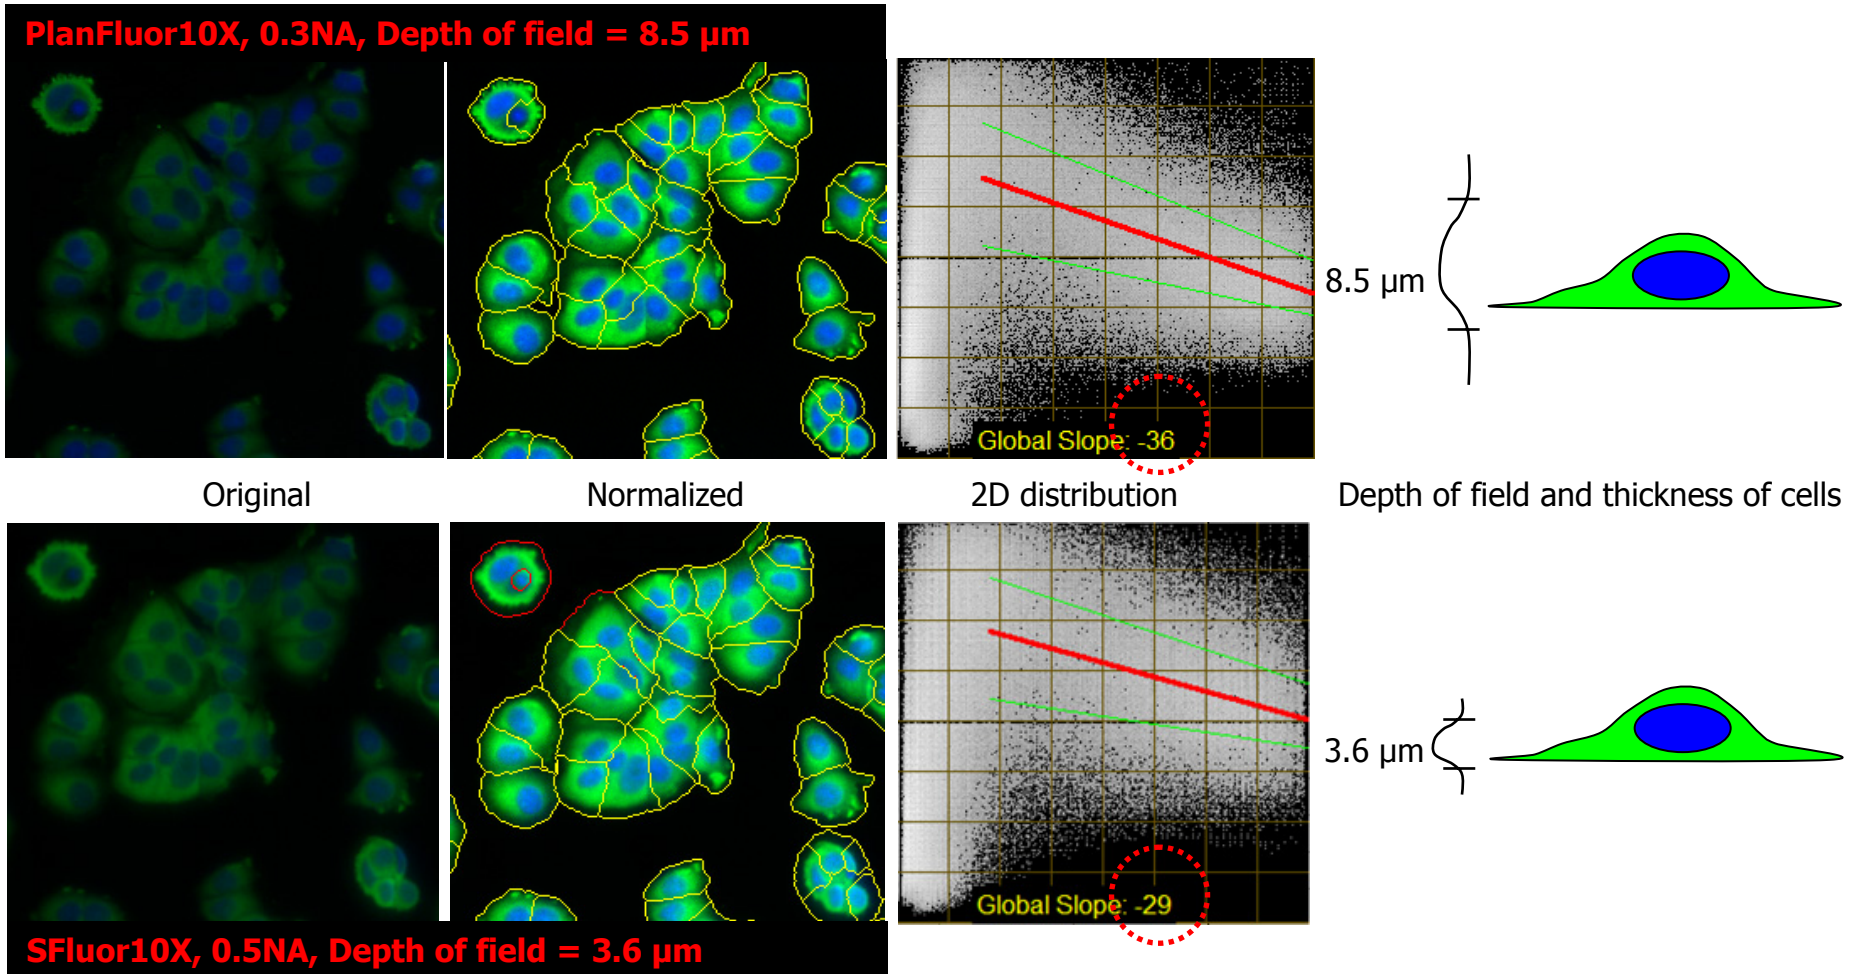 PlanFluor10X, 0.3NA, Depth of field = 8.5 µm
8.5 µm
Global Slope: -36
Original
Normalized
2D distribution
Depth of field and thickness of cells
3.6 µm
Global Slope: -29
SFluor10X, 0.5NA, Depth of field = 3.6 µm